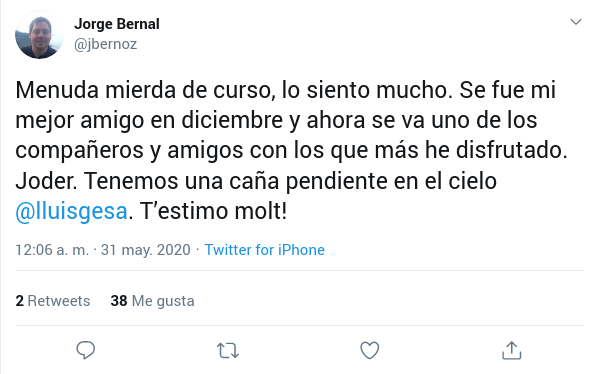 Jorge Bernal
@jbernoz
Menuda mierda de curso, lo siento mucho. Se fue mi
mejor amigo en diciembre y ahora se va uno de los
compañeros y amigos con los que más he disfrutado.
Joder. Tenemos una caña pendiente en el cielo
@lluisgesa. T’estimo molt!
12:06 a. m. · 31 may. 2020 · Twitter for iPhone
2 Retweets 38 Me gusta